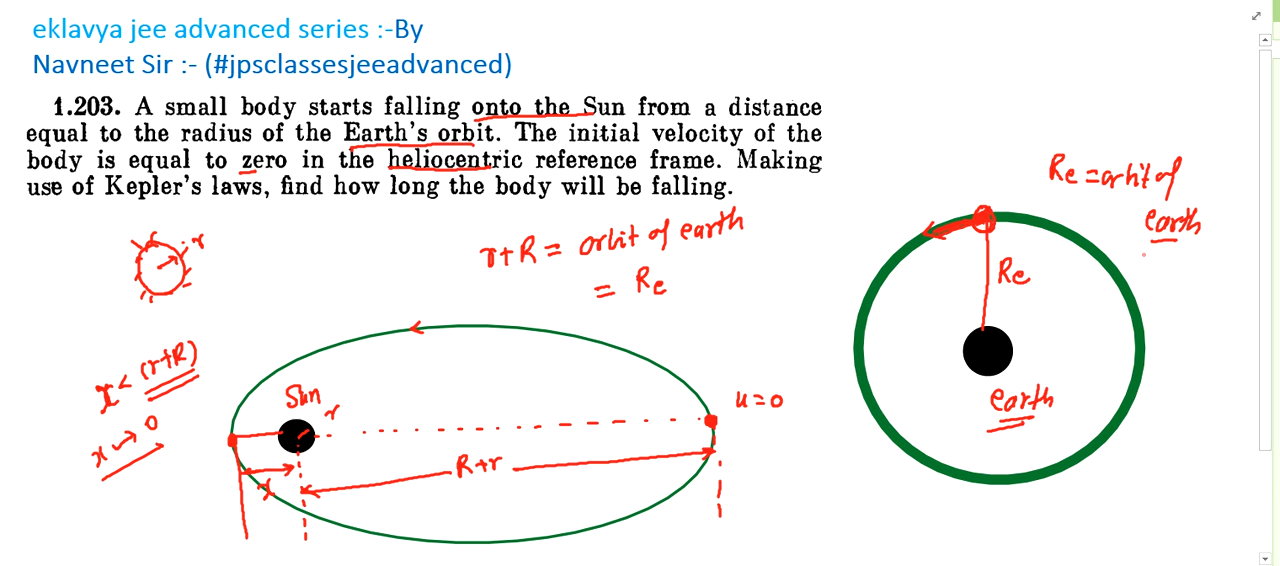 eklavya jee advanced series :-By
Navneet Sir :- (#jpsclassesjeeadvanced)
1.203. A small body starts falling onto the Sun from a distance
equal to the radius of the Earth's orbit. The initial velocity of the
body is equal to zero in the heliocentric reference frame. Making
use of Kepler's laws, find how long the body will be falling.
Re = orbit of
earth
r
r+R = orbit of earth
= Re
Re
x < (r+R)
x → 0
Sun
r
u=0
earth
R+r
x